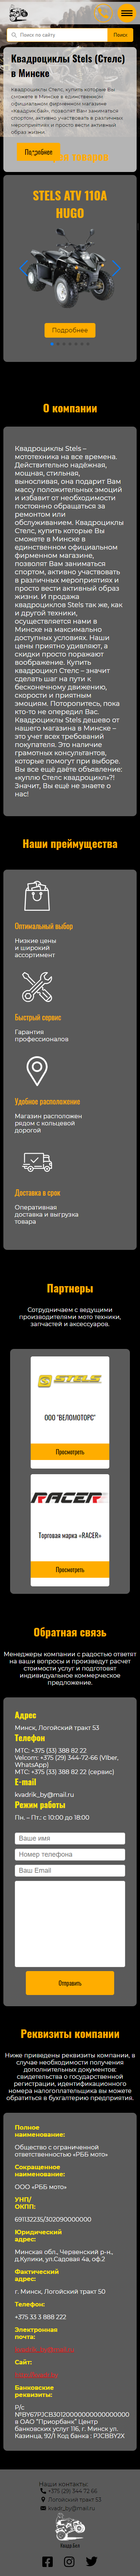 Поиск по сайту
Поиск
Квадроциклы Stels (Стелс)
в Минске
Квадроциклы Стелс, купить которые Вы
сможете в Минске в единственном
официальном фирменном магазине
позволят Вам заниматься
спортом, активно участвовать в различных
мероприятиях и просто вести активный
образ жизни.
Подробнее
STELS ATV 110A
HUGO
Подробнее
О компании
Квадроциклы Stels –
мототехника на все времена.
Действительно надёжная,
мощная, стильная,
выносливая, она подарит Вам
массу положительных эмоций
и избавит от необходимости
постоянно обращаться за
ремонтом или
обслуживанием. Квадроциклы
Стелс, купить которые Вы
сможете в Минске в
единственном официальном
фирменном магазине,
позволят Вам заниматься
спортом, активно участвовать
в различных мероприятиях и
просто вести активный образ
жизни. И продажа
квадроциклов Stels так же, как
и техническое обслуживание,
осуществляется нами в
Минске на максимально
доступных условиях. Наши
цены приятно удивляют, а
скидки просто поражают
воображение. Купить
квадроцикл Стелс – значит
сделать шаг на пути к
бесконечному движению,
скорости и приятным
эмоциям. Поторопитесь, пока
кто-то не опередил Вас.
Квадроциклы Stels дешево от
нашего магазина в Минске –
это учет всех требований
покупателя. Это наличие
грамотных консультантов,
которые помогут при выборе.
Вы все ещё даёте объявление:
«куплю Стелс квадроцикл»?!
Значит, Вы ещё не знаете о
нас!
Наши преймущества
Оптимальный выбор
Низкие цены
и широкий
ассортимент
Быстрый сервис
Гарантия
профессионалов
Удобное расположение
Магазин расположен
рядом с кольцевой
дорогой
Доставка в срок
Оперативная
доставка и выгрузка
товара
Партнеры
Сотрудничаем с ведущими
производителями мото техники,
запчастей и аксессуаров.
STELS
ООО "ВЕЛОМОТОРС"
Просмотреть
RACER
Торговая марка «RACER»
Просмотреть
Обратная связь
Менеджеры компании с радостью ответят
на ваши вопросы и произведут расчет
стоимости услуг и подготовят
индивидуальное коммерческое
предложение.
Адрес
Минск, Логойский тракт 53
Телефон
МТС: +375 (33) 388 82 22
Velcom: +375 (29) 344-72-66 (VIber,
WhatsApp)
МТС: +375 (33) 388 82 22 (сервис)
E-mail
kvadrik_by@mail.ru
Режим работы
Пн. – Пт.: с 10:00 до 18:00
Ваше имя
Номер телефона
Ваш Email
Отправить
Реквизиты компании
Ниже приведены реквизиты компании, в
случае необходимости получения
дополнительных документов:
свидетельства о государственной
регистрации, идентификационного
номера налогоплательщика вы можете
обратиться в бухгалтерию предприятия.
Полное
наименование:
Общество с ограниченной
ответственностью «РББ мото»
Сокращенное
наименование:
ООО «РББ мото»
УНП/
ОКПП:
691132235/302090000000
Юридический
адрес:
Минская обл., Червенский р-н.,
д.Кулики, ул.Садовая 4а, оф.2
Фактический
адрес:
г. Минск, Логойский тракт 50
Телефон:
+375 33 3 888 222
Электронная
почта:
Сайт:
Банковские
реквизиты:
Р/с
№BY67PJCB30120000000000000000
в ОАО "Приорбанк" Центр
банковских услуг 116, г. Минск ул.
Казинца, 92/1 Код банка : PJCBBY2X
Наши контакты:
+375 (29) 344 72 66
Логойский тракт 53
kvadr_by@mail.ru
Квадр.Бел